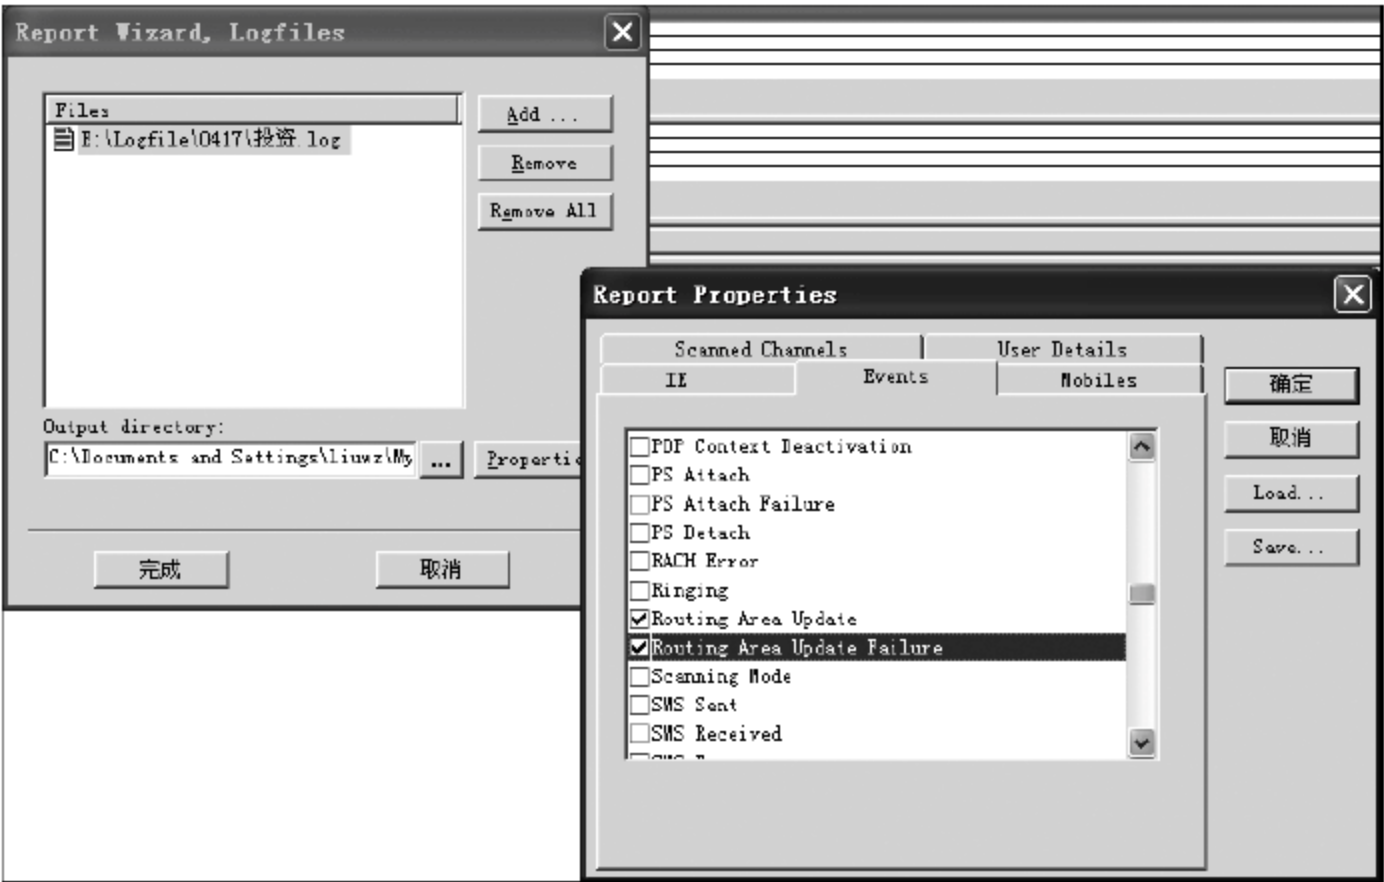 Report Wizard, Logfiles
Files
E:\Logfile\0417\投资.log
Add ...
Remove
Remove All
Output directory:
C:\Documents and Settings\liuwz\My
...
Propertie
完成
取消
Report Properties
Scanned Channels
User Details
IE
Events
Mobiles
PDP Context Deactivation
PS Attach
PS Attach Failure
PS Detach
RACH Error
Ringing
Routing Area Update
Routing Area Update Failure
Scanning Mode
SMS Sent
SMS Received
确定
取消
Load...
Save...